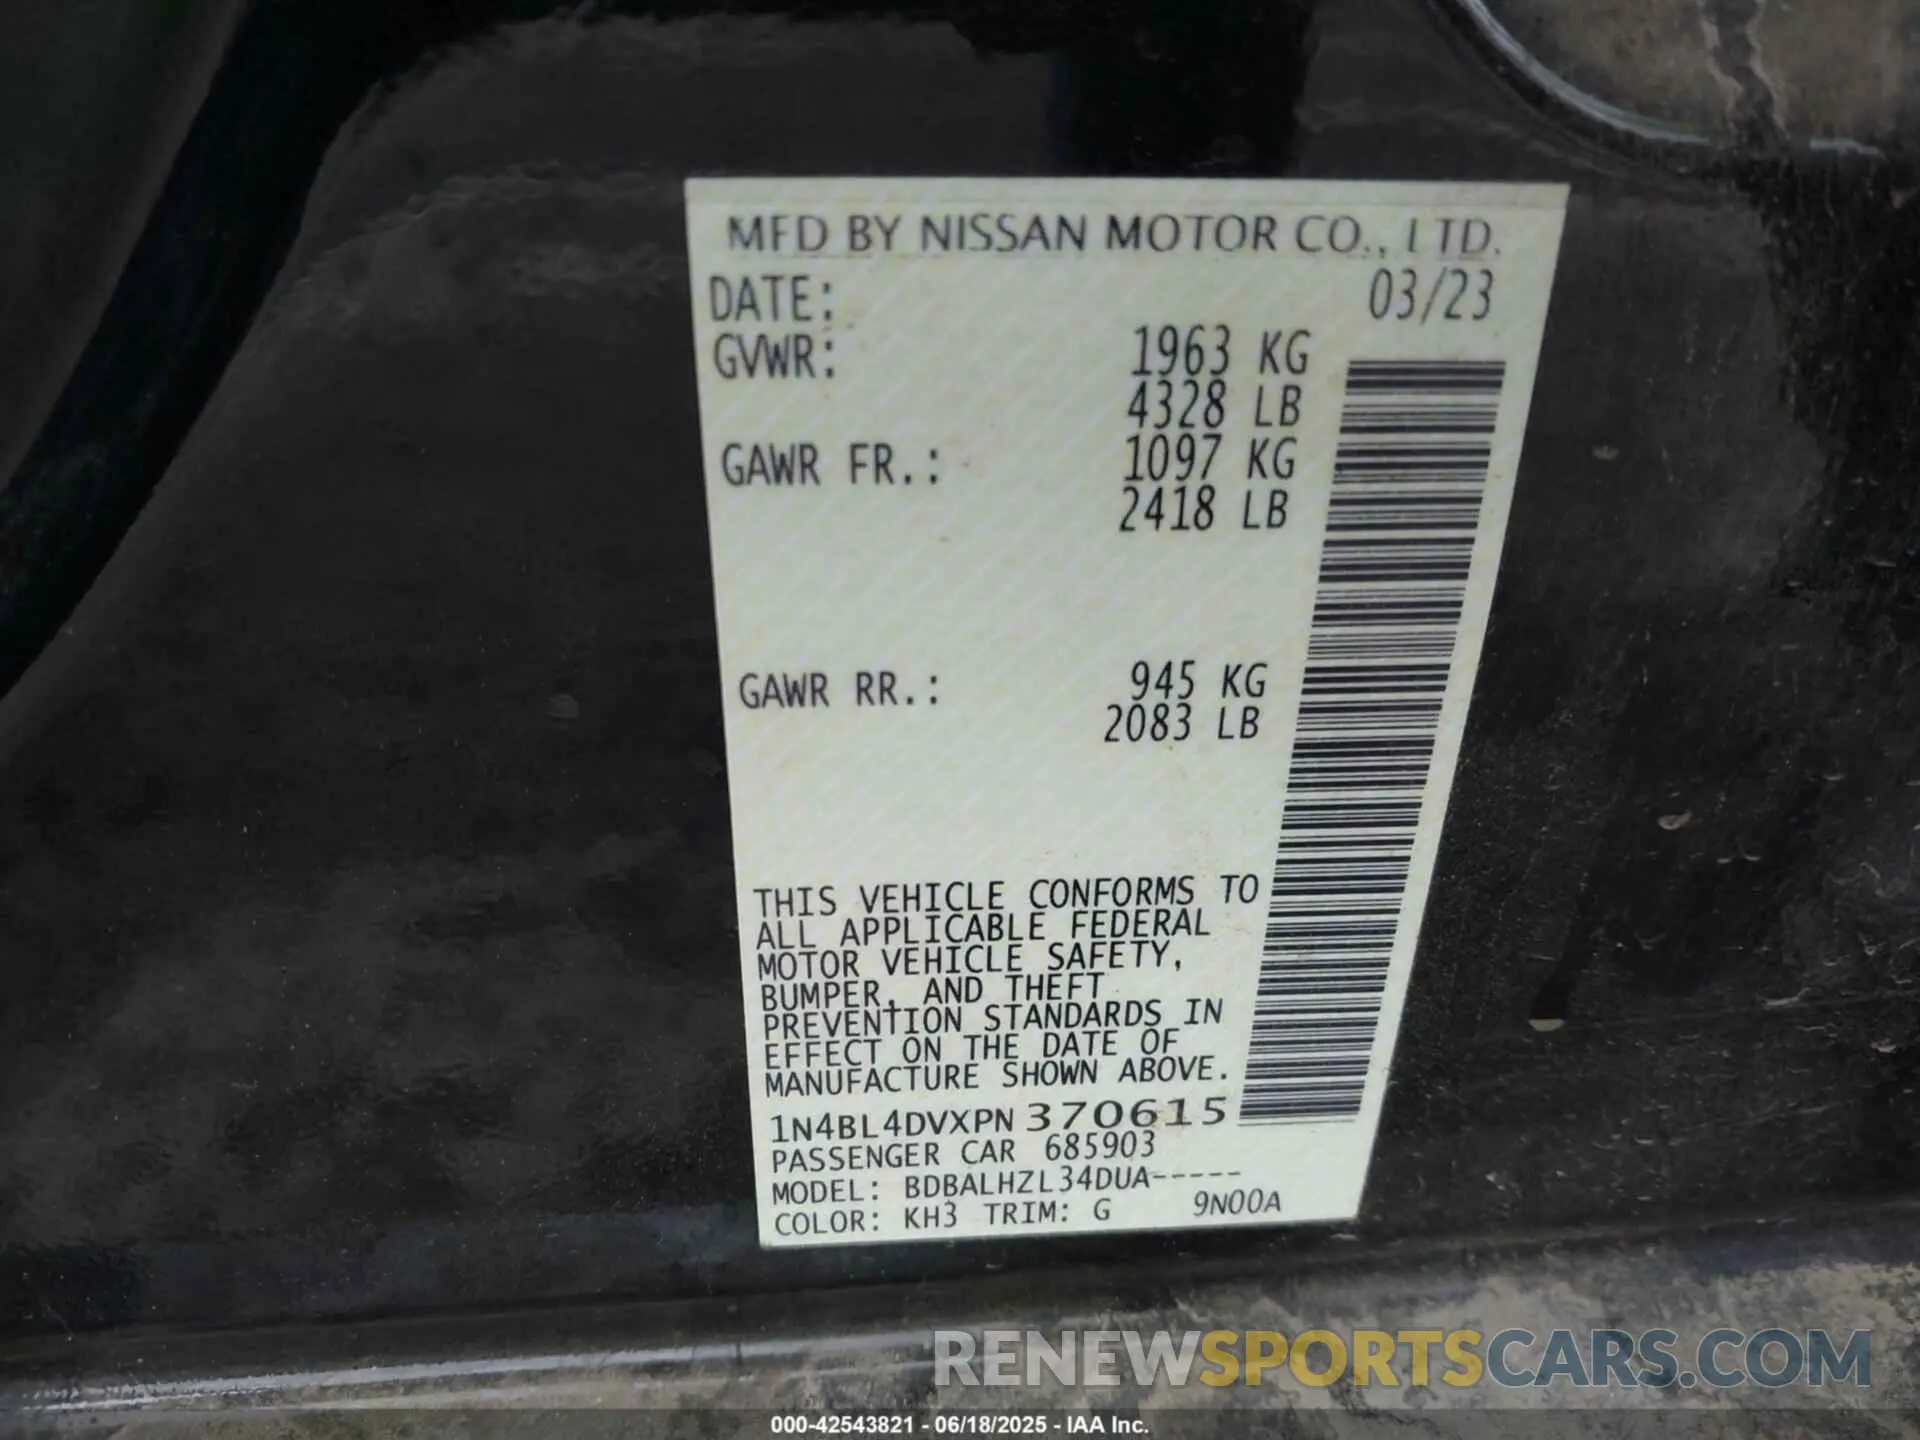 MFD BY NISSAN MOTOR CO., LTD.
DATE: 03/23
GVWR: 1963 KG
4328 LB
GAWR FR.: 1097 KG
2418 LB
GAWR RR.: 945 KG
2083 LB
THIS VEHICLE CONFORMS TO
ALL APPLICABLE FEDERAL
MOTOR VEHICLE SAFETY,
BUMPER, AND THEFT
PREVENTION STANDARDS IN
EFFECT ON THE DATE OF
MANUFACTURE SHOWN ABOVE.
1N4BL4DVXPN370615
PASSENGER CAR 685903
MODEL: BDBALHZL34DUA-----
COLOR: KH3 TRIM: G 9N00A
RENEWSPORTSCARS.COM
000-42543821 - 06/18/2025 - IAA Inc.